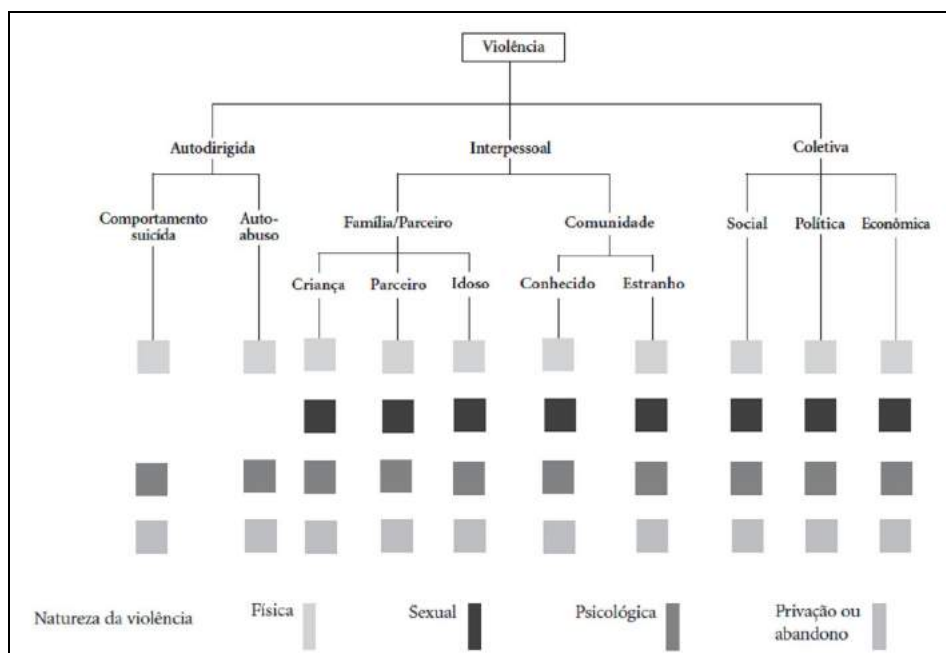 Violência
Autodirigida
Interpessoal
Coletiva
Comportamento
suicída
Auto-
abuso
Família/Parceiro
Comunidade
Social
Política
Econômica
Criança
Parceiro
Idoso
Conhecido
Estranho
Natureza da violência
Física
Sexual
Psicológica
Privação ou
abandono